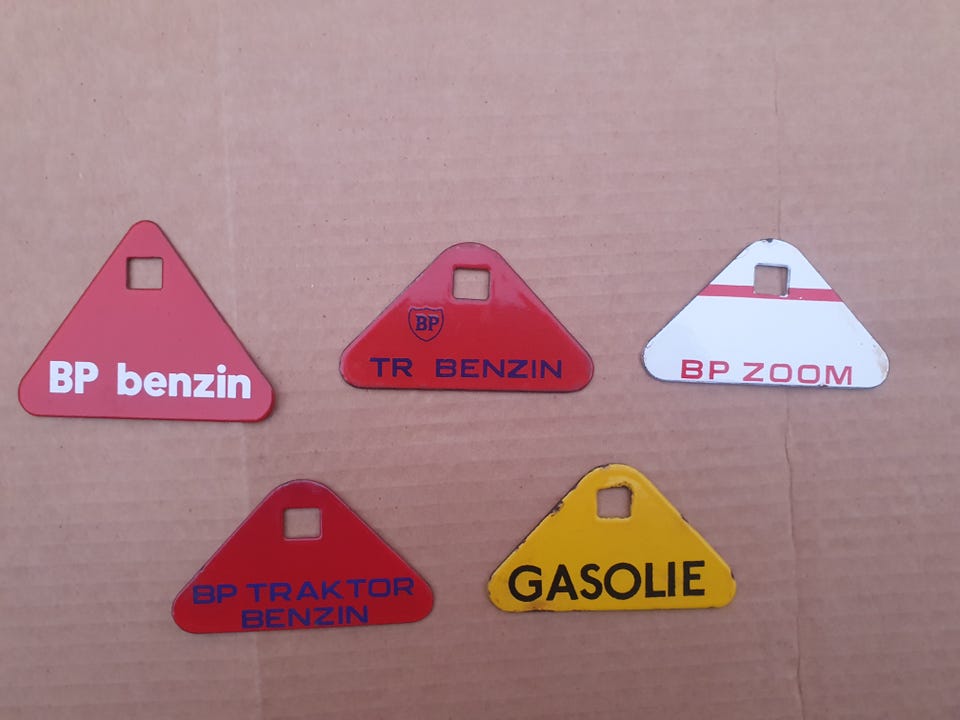 BP benzin
BP
TR BENZIN
BP ZOOM
BP TRAKTOR
BENZIN
GASOLIE